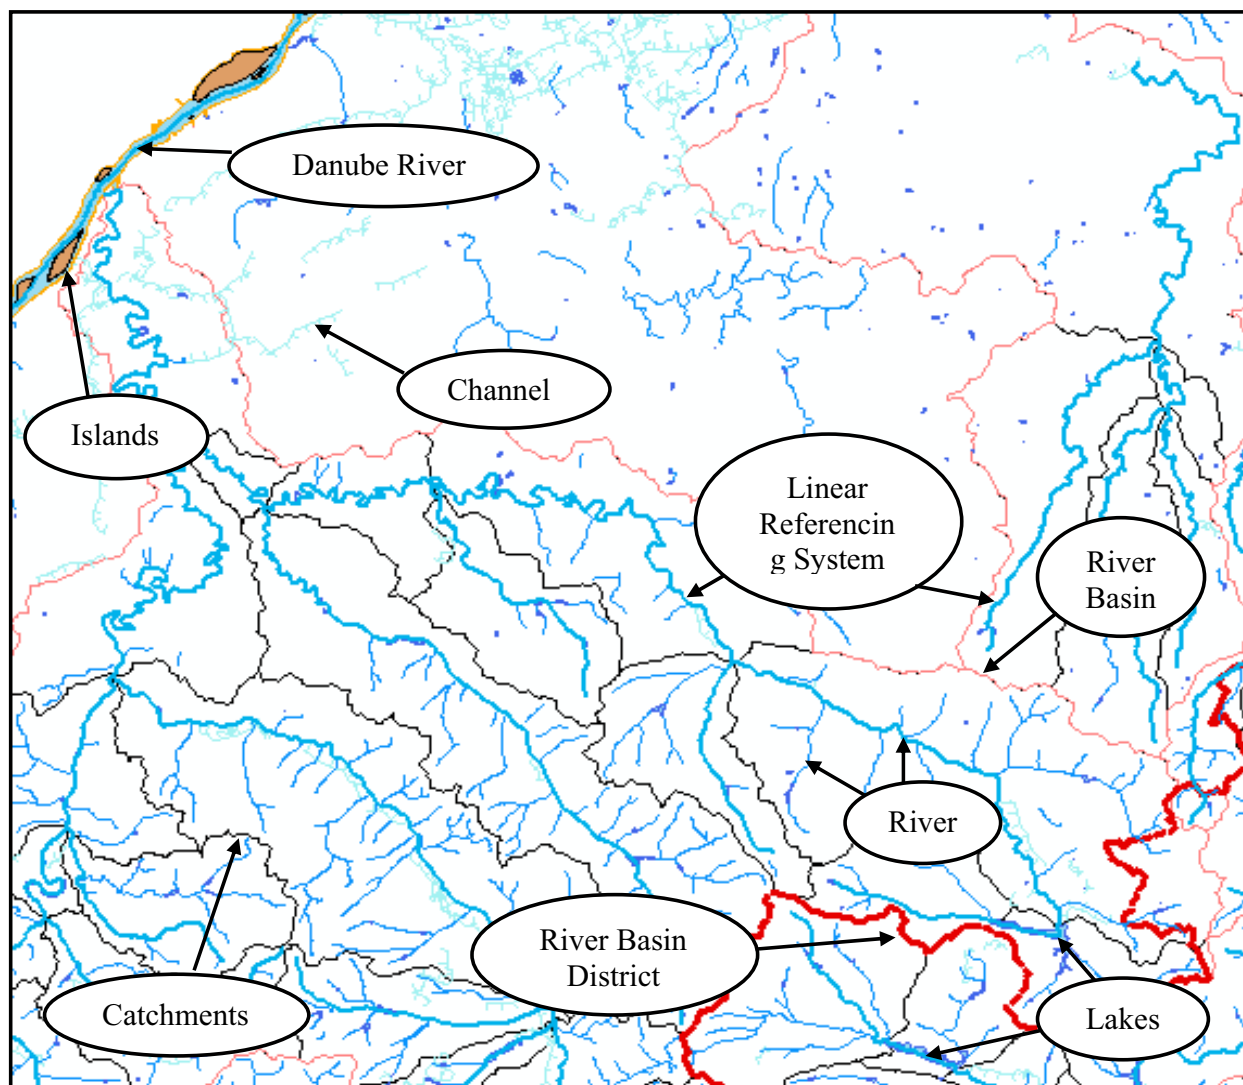 Danube River
Channel
Islands
Linear
Referencin
g System
River
Basin
River
River Basin
District
Catchments
Lakes